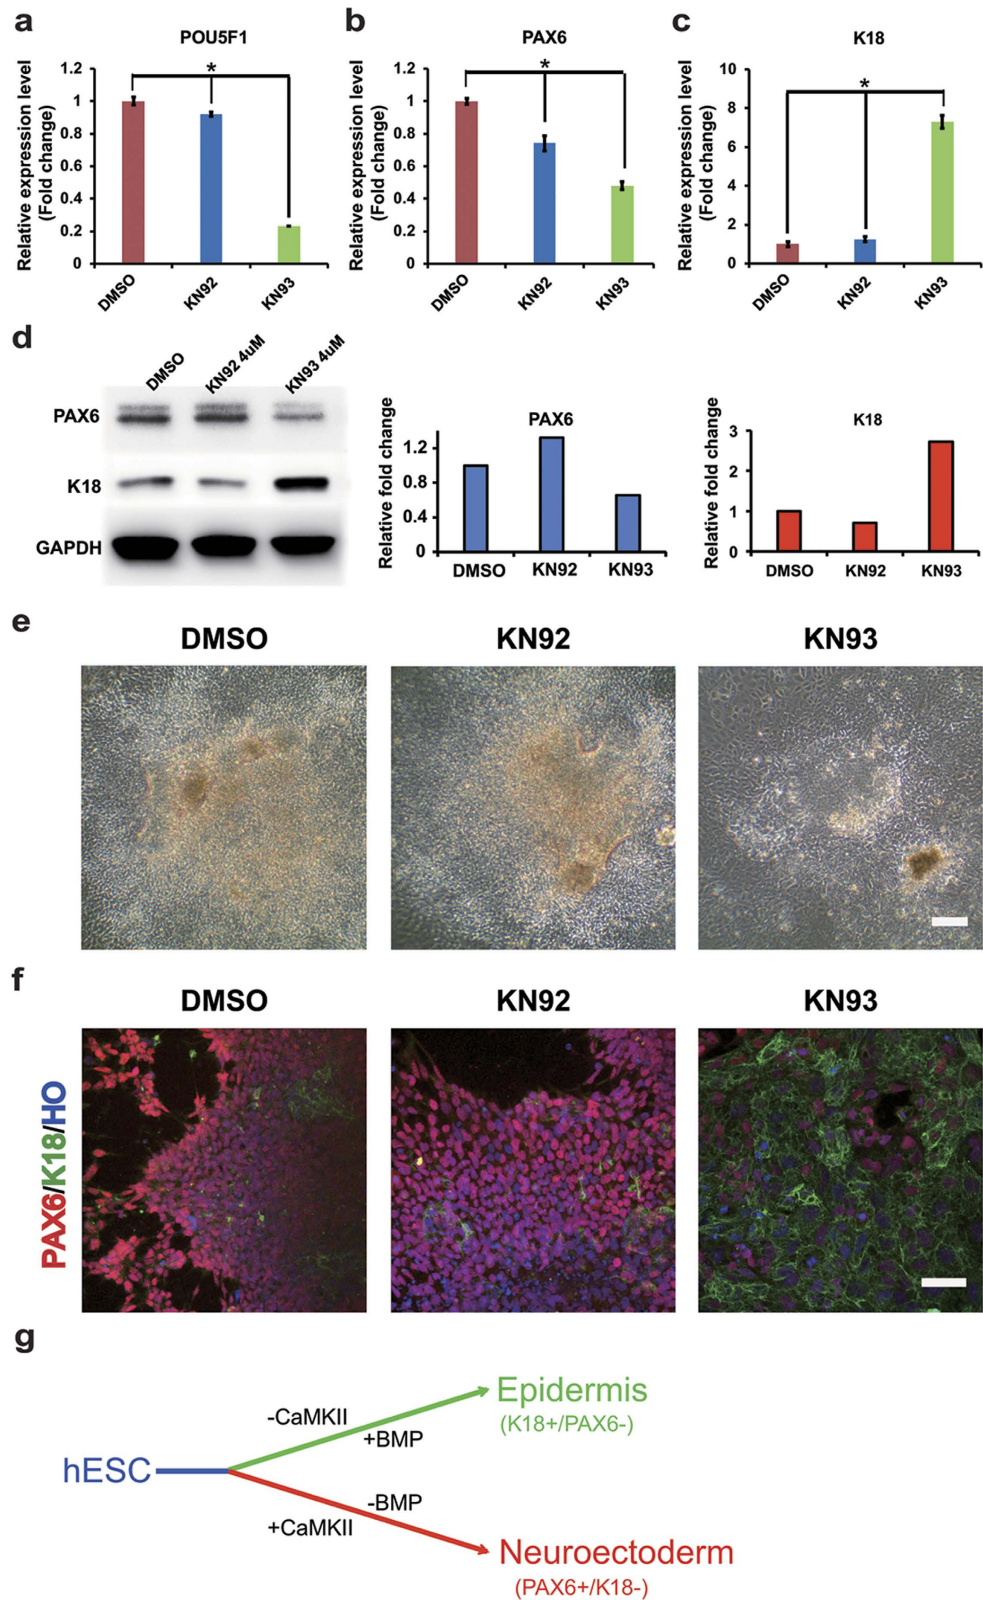 a
POU5F1
Relative expression level
(Fold change)
1.2
1
0.8
0.6
0.4
0.2
0
*
DMSO
KN92
KN93
b
PAX6
Relative expression level
(Fold change)
1.2
1
0.8
0.6
0.4
0.2
0
*
DMSO
KN92
KN93
c
K18
Relative expression level
(Fold change)
10
8
6
4
2
0
*
DMSO
KN92
KN93
d
DMSO
KN92 4uM
KN93 4uM
PAX6
K18
GAPDH
PAX6
Relative fold change
1.2
0.8
0.4
0
DMSO
KN92
KN93
K18
Relative fold change
3
2
1
0
DMSO
KN92
KN93
e
DMSO
KN92
KN93
f
DMSO
KN92
KN93
PAX6/K18/HO
g
hESC
-CaMKII
+BMP
Epidermis
(K18+/PAX6-)
-BMP
+CaMKII
Neuroectoderm
(PAX6+/K18-)